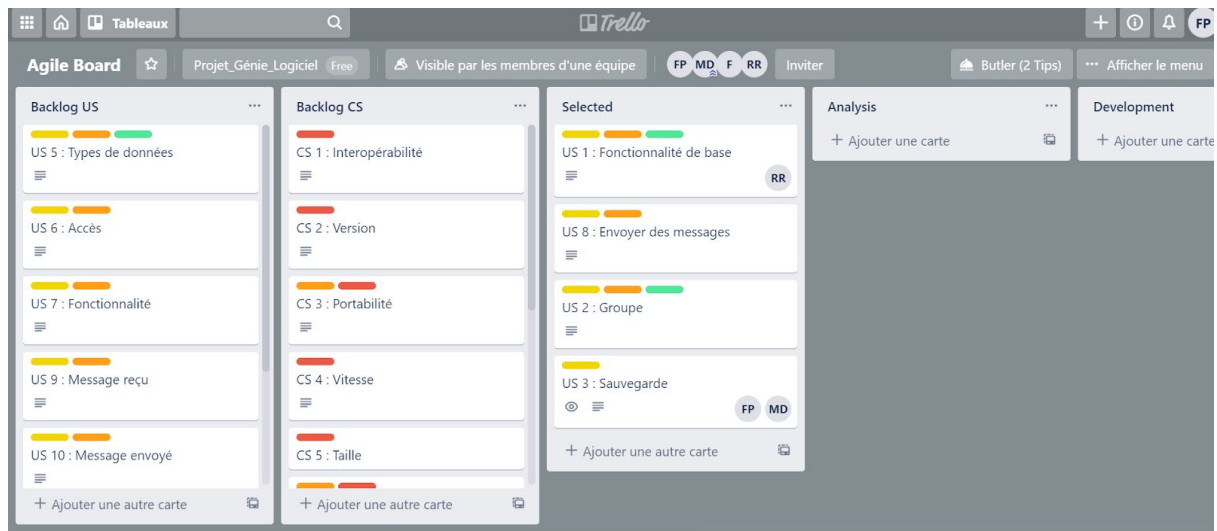 Tableaux
Trello
FP
Agile Board
Projet_Génie_Logiciel Free
Visible par les membres d'une équipe
FP MD F RR
Inviter
Butler (2 Tips)
Afficher le menu
Backlog US
US 5 : Types de données
US 6 : Accès
US 7 : Fonctionnalité
US 9 : Message reçu
US 10 : Message envoyé
+ Ajouter une autre carte
Backlog CS
CS 1 : Interopérabilité
CS 2 : Version
CS 3 : Portabilité
CS 4 : Vitesse
CS 5 : Taille
+ Ajouter une autre carte
Selected
US 1 : Fonctionnalité de base
RR
US 8 : Envoyer des messages
US 2 : Groupe
US 3 : Sauvegarde
FP MD
+ Ajouter une autre carte
Analysis
+ Ajouter une carte
Development
+ Ajouter une carte